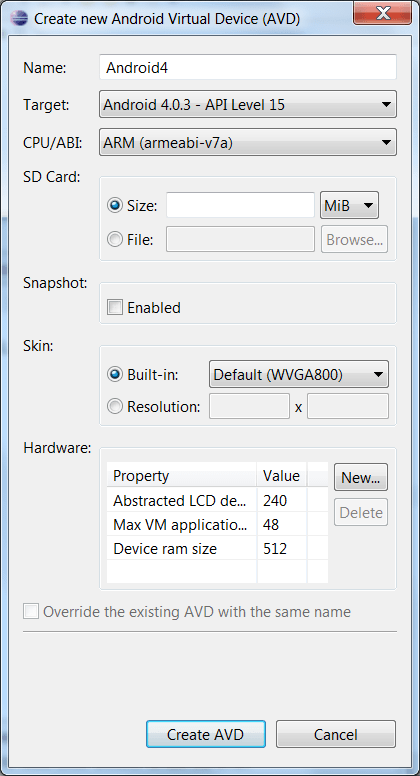 Create new Android Virtual Device (AVD)
Name: Android4
Target: Android 4.0.3 - API Level 15
CPU/ABI: ARM (armeabi-v7a)
SD Card:
Size: MiB
File: Browse...
Snapshot:
Enabled
Skin:
Built-in: Default (WVGA800)
Resolution: x
Hardware:
Property Value New...
Abstracted LCD de... 240
Max VM applicatio... 48 Delete
Device ram size 512
Override the existing AVD with the same name
Create AVD Cancel